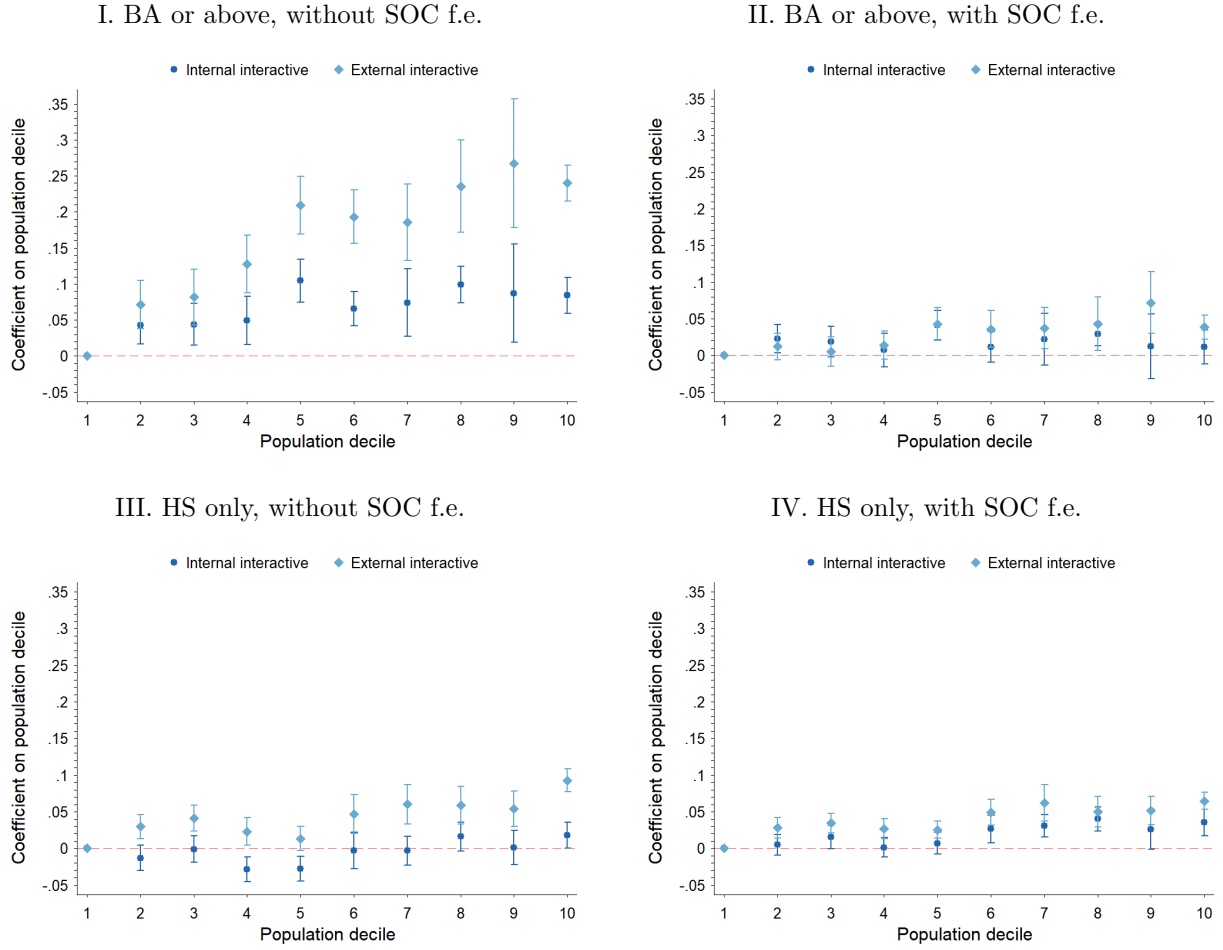 I. BA or above, without SOC f.e.
Internal interactive
External interactive
Coefficient on population decile
.35
.3
.25
.2
.15
.1
.05
0
-.05
1 2 3 4 5 6 7 8 9 10
Population decile
II. BA or above, with SOC f.e.
Internal interactive
External interactive
Coefficient on population decile
.35
.3
.25
.2
.15
.1
.05
0
-.05
1 2 3 4 5 6 7 8 9 10
Population decile
III. HS only, without SOC f.e.
Internal interactive
External interactive
Coefficient on population decile
.35
.3
.25
.2
.15
.1
.05
0
-.05
1 2 3 4 5 6 7 8 9 10
Population decile
IV. HS only, with SOC f.e.
Internal interactive
External interactive
Coefficient on population decile
.35
.3
.25
.2
.15
.1
.05
0
-.05
1 2 3 4 5 6 7 8 9 10
Population decile